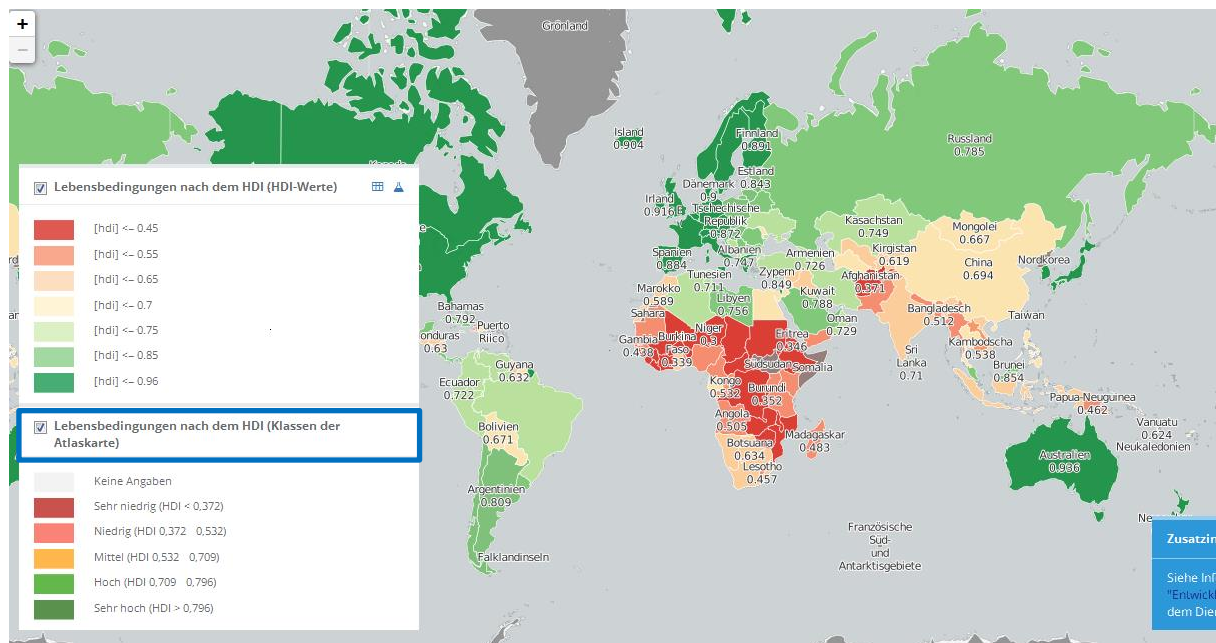 +
−
Grönland
Island
0.904
Finnland
0.891
Russland
0.785
Estland
0.843
Dänemark
0.9
Irland
0.916
Tschechische
Republik
0.872
Spanien
0.884
Albanien
0.747
Kasachstan
0.749
Mongolei
0.667
Armenien
0.726
Kirgistan
0.619
China
0.694
Nordkorea
Tunesien
0.711
Zypern
0.849
Afghanistan
0.371
Marokko
0.589
Sahara
Libyen
0.756
Kuwait
0.788
Oman
0.729
Bangladesch
0.512
Taiwan
Bahamas
0.792
Puerto
Riico
0.63
Gambia
0.438
Burkina
Faso
0.339
Niger
0.3
Eritrea
0.346
Kambodscha
0.538
Sri
Lanka
0.71
Brunei
0.854
Guyana
0.632
Ecuador
0.722
Südsudan
Somalia
Kongo
0.532
Burundi
0.352
Papua-Neuguinea
0.462
Angola
0.505
Bolivien
0.671
Botsuana
0.634
Madagaskar
0.483
Lesotho
0.457
Vanuatu
0.624
Neukaledonien
Australien
0.936
Argentinien
0.809
Falklandinseln
Französische
Süd-
und
Antarktisgebiete
Lebensbedingungen nach dem HDI (HDI-Werte)
[hdi] <= 0.45
[hdi] <= 0.55
[hdi] <= 0.65
[hdi] <= 0.7
[hdi] <= 0.75
[hdi] <= 0.85
[hdi] <= 0.96
Lebensbedingungen nach dem HDI (Klassen der
Atlaskarte)
Keine Angaben
Sehr niedrig (HDI < 0,372)
Niedrig (HDI 0,372 0,532)
Mittel (HDI 0,532 0,709)
Hoch (HDI 0,709 0,796)
Sehr hoch (HDI > 0,796)
Zusatzin
Siehe Inf
"Entwickl
dem Dien